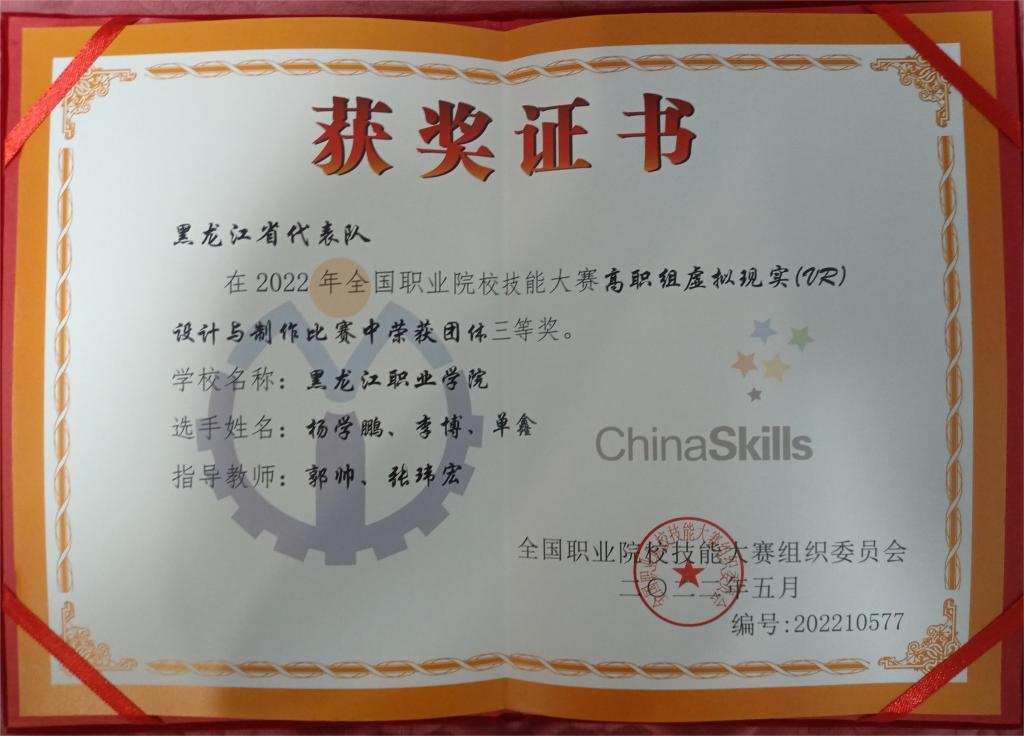 获奖证书
黑龙江省代表队
在2022年全国职业院校技能大赛高职组虚拟现实(VR)
设计与制作比赛中荣获团体三等奖。
学校名称：黑龙江职业学院
选手姓名：杨学鹏、李博、单鑫
指导教师：郭帅、张玮宏
ChinaSkills
全国职业院校技能大赛组织委员会
二〇二二年五月
编号:202210577